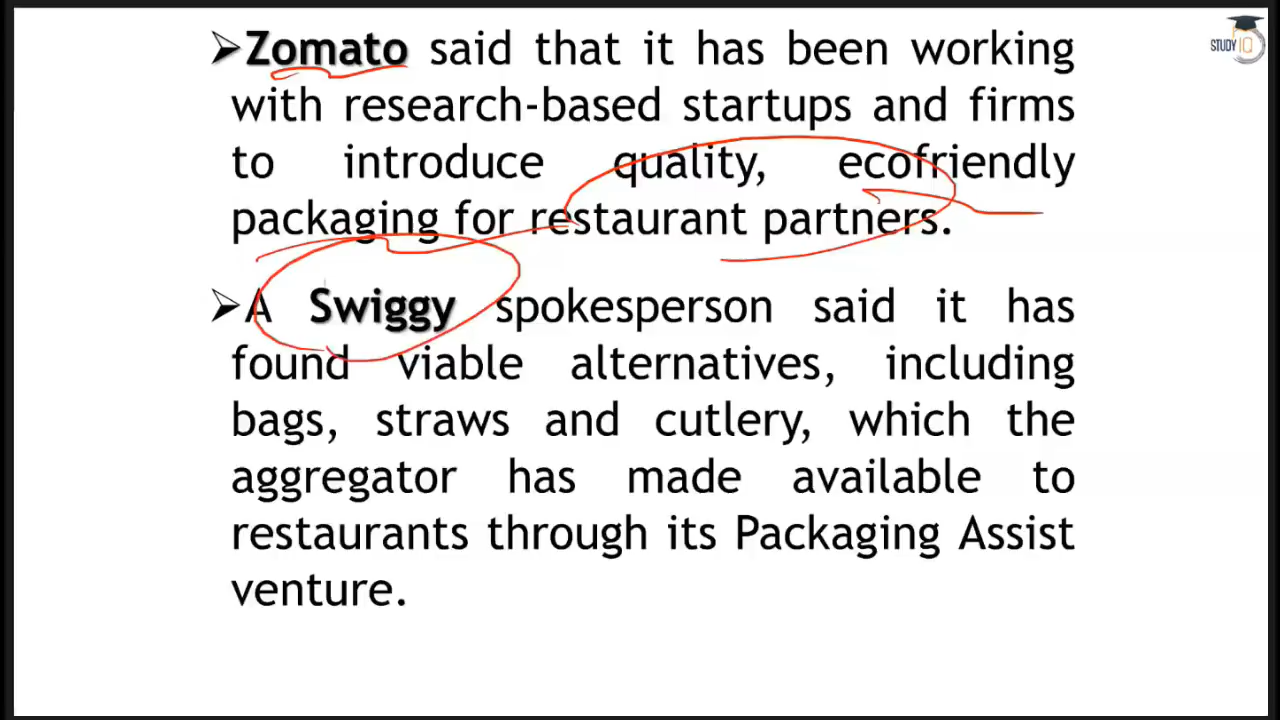 ➢Zomato said that it has been working
with research-based startups and firms
to introduce quality, ecofriendly
packaging for restaurant partners.
➢A Swiggy spokesperson said it has
found viable alternatives, including
bags, straws and cutlery, which the
aggregator has made available to
restaurants through its Packaging Assist
venture.
STUDY IQ